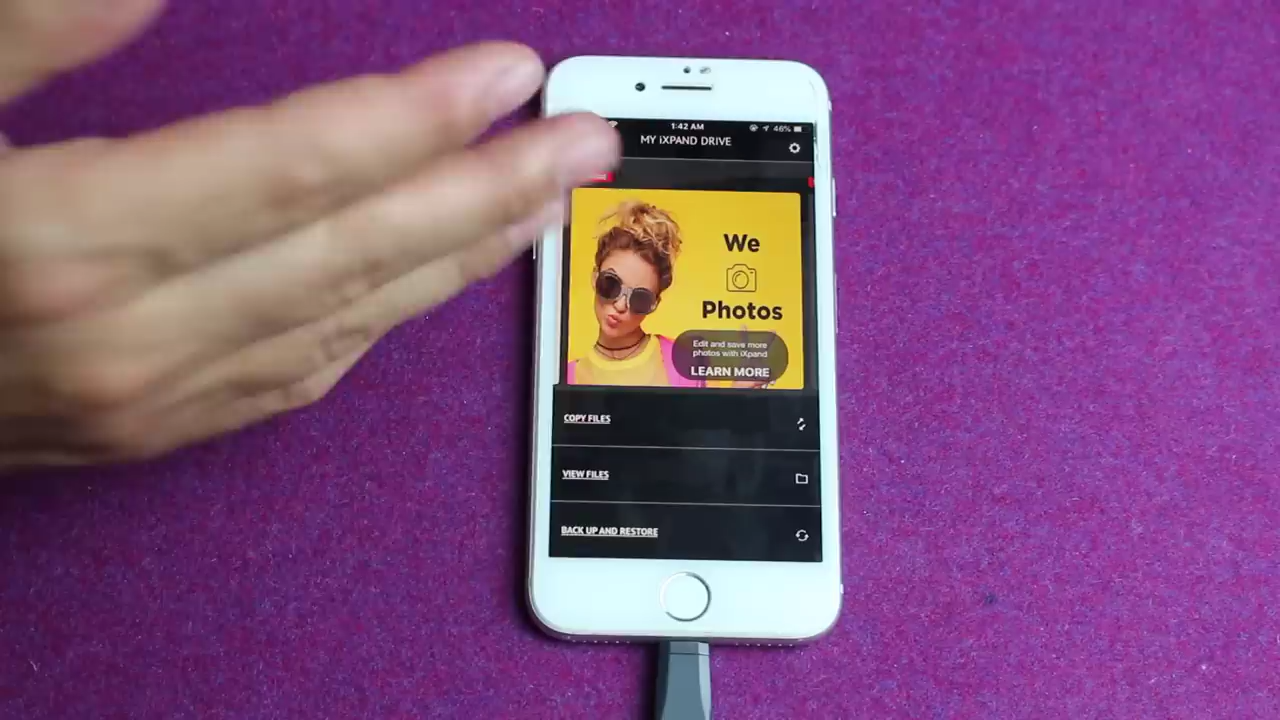 1:42 AM
46%
MY iXPAND DRIVE
We
Photos
Edit and save more
photos with iXpand
LEARN MORE
COPY FILES
VIEW FILES
BACK UP AND RESTORE